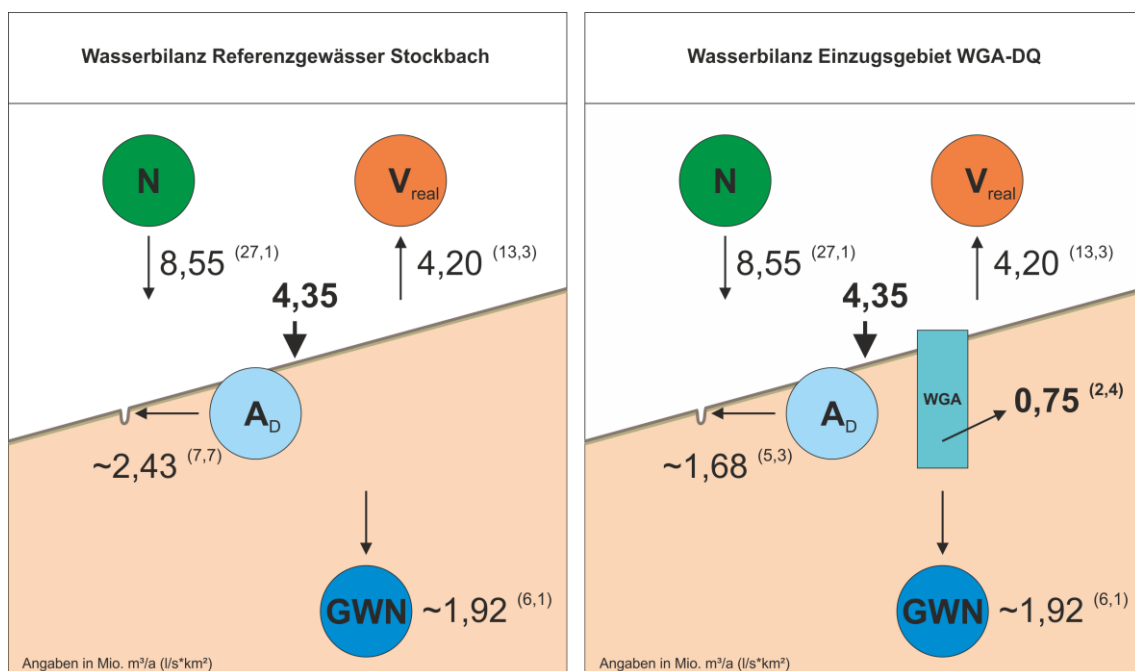 Wasserbilanz Referenzgewässer Stockbach
N
V real
8,55 (27,1)
4,20 (13,3)
4,35
A D
~2,43 (7,7)
GWN
~1,92 (6,1)
Angaben in Mio. m³/a (l/s*km²)
Wasserbilanz Einzugsgebiet WGA-DQ
N
V real
8,55 (27,1)
4,20 (13,3)
4,35
WGA
0,75 (2,4)
A D
~1,68 (5,3)
GWN
~1,92 (6,1)
Angaben in Mio. m³/a (l/s*km²)